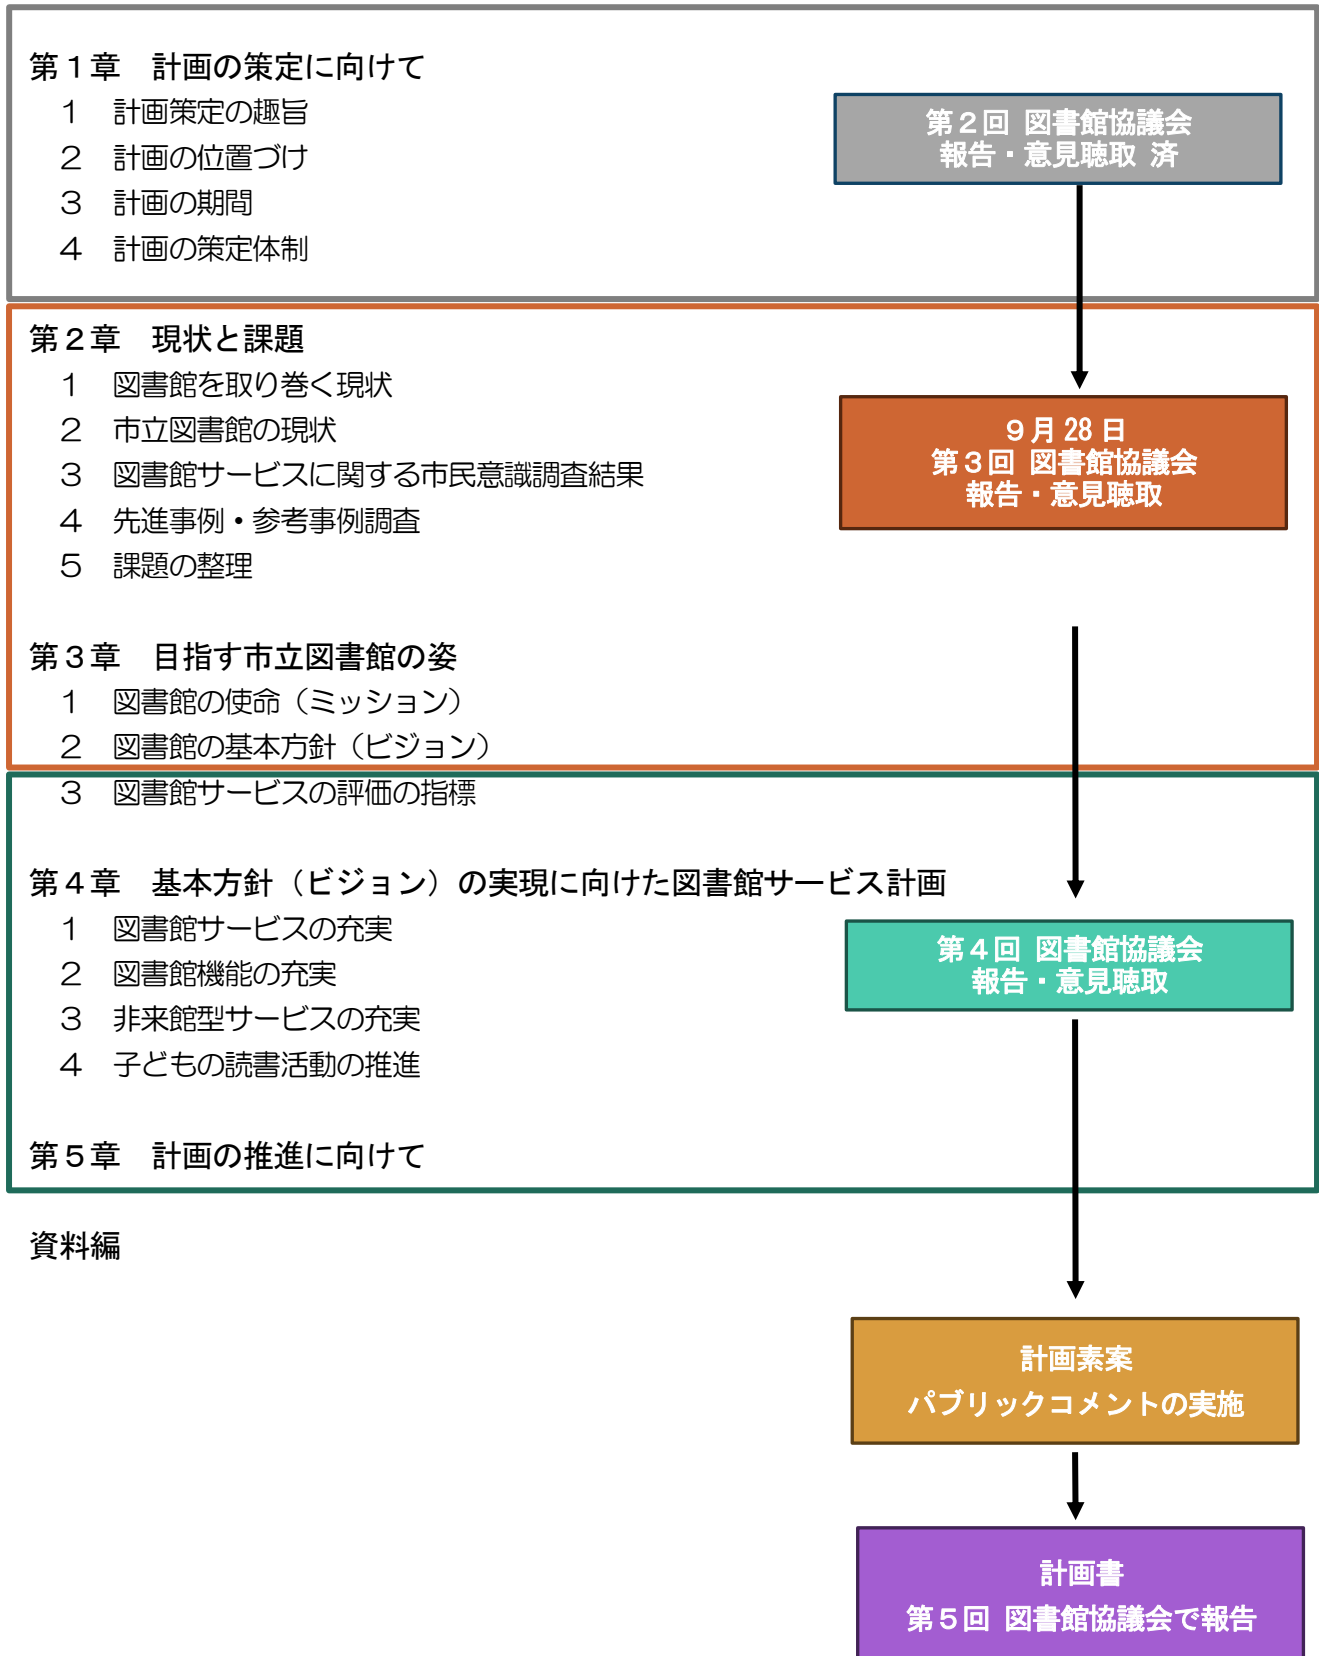 第１章　計画の策定に向けて
１　計画策定の趣旨
２　計画の位置づけ
３　計画の期間
４　計画の策定体制
第２回 図書館協議会
報告・意見聴取 済
第２章　現状と課題
１　図書館を取り巻く現状
２　市立図書館の現状
３　図書館サービスに関する市民意識調査結果
４　先進事例・参考事例調査
５　課題の整理
９月 28 日
第３回 図書館協議会
報告・意見聴取
第３章　目指す市立図書館の姿
１　図書館の使命（ミッション）
２　図書館の基本方針（ビジョン）
３　図書館サービスの評価の指標
第４章　基本方針（ビジョン）の実現に向けた図書館サービス計画
１　図書館サービスの充実
２　図書館機能の充実
３　非来館型サービスの充実
４　子どもの読書活動の推進
第４回 図書館協議会
報告・意見聴取
第５章　計画の推進に向けて
資料編
計画素案
パブリックコメントの実施
計画書
第５回 図書館協議会で報告